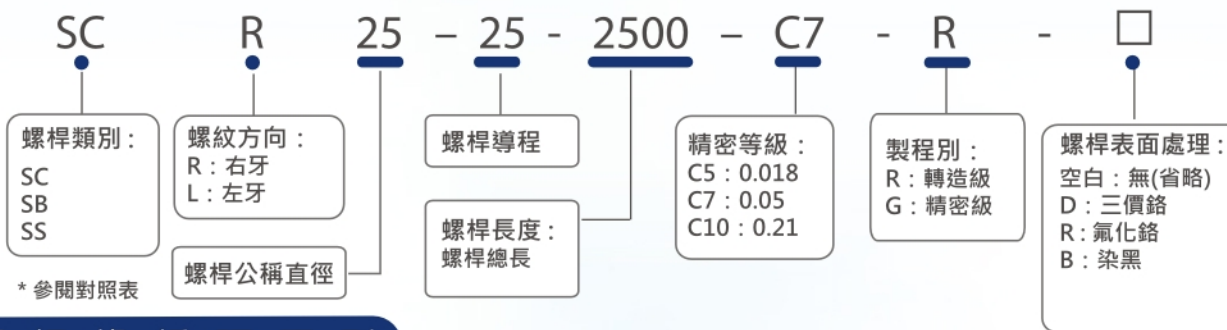 SC R 25 – 25 - 2500 – C7 - R - □
螺桿類別：
SC
SB
SS
* 參閱對照表
螺紋方向：
R：右牙
L：左牙
螺桿公稱直徑
螺桿導程
螺桿長度：
螺桿總長
精密等級：
C5：0.018
C7：0.05
C10：0.21
製程別：
R：轉造級
G：精密級
螺桿表面處理：
空白：無(省略)
D：三價鉻
R：氟化鉻
B：染黑